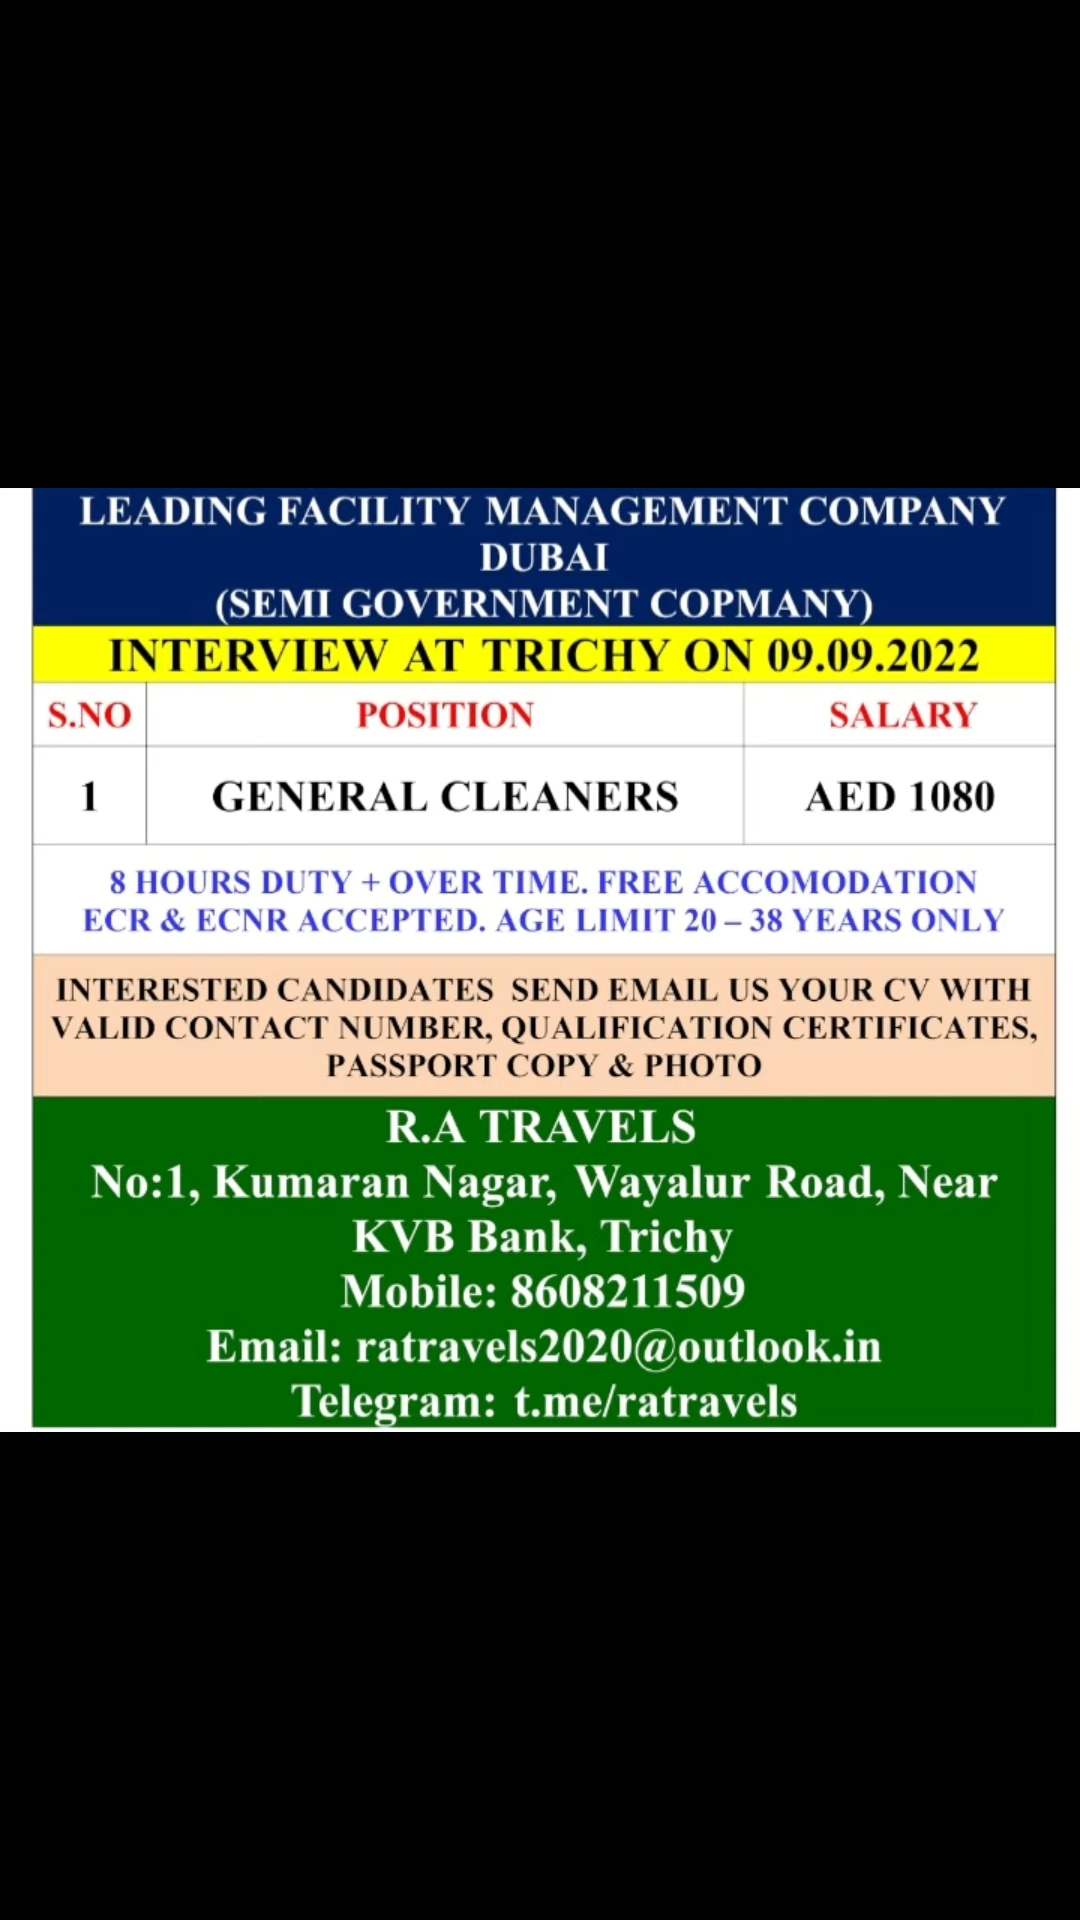 LEADING FACILITY MANAGEMENT COMPANY
DUBAI
(SEMI GOVERNMENT COPMANY)
INTERVIEW AT TRICHY ON 09.09.2022
S.NO POSITION SALARY
1 GENERAL CLEANERS AED 1080
8 HOURS DUTY + OVER TIME. FREE ACCOMODATION
ECR & ECNR ACCEPTED. AGE LIMIT 20 – 38 YEARS ONLY
INTERESTED CANDIDATES SEND EMAIL US YOUR CV WITH
VALID CONTACT NUMBER, QUALIFICATION CERTIFICATES,
PASSPORT COPY & PHOTO
R.A TRAVELS
No:1, Kumaran Nagar, Wayalur Road, Near
KVB Bank, Trichy
Mobile: 8608211509
Email: ratravels2020@outlook.in
Telegram: t.me/ratravels